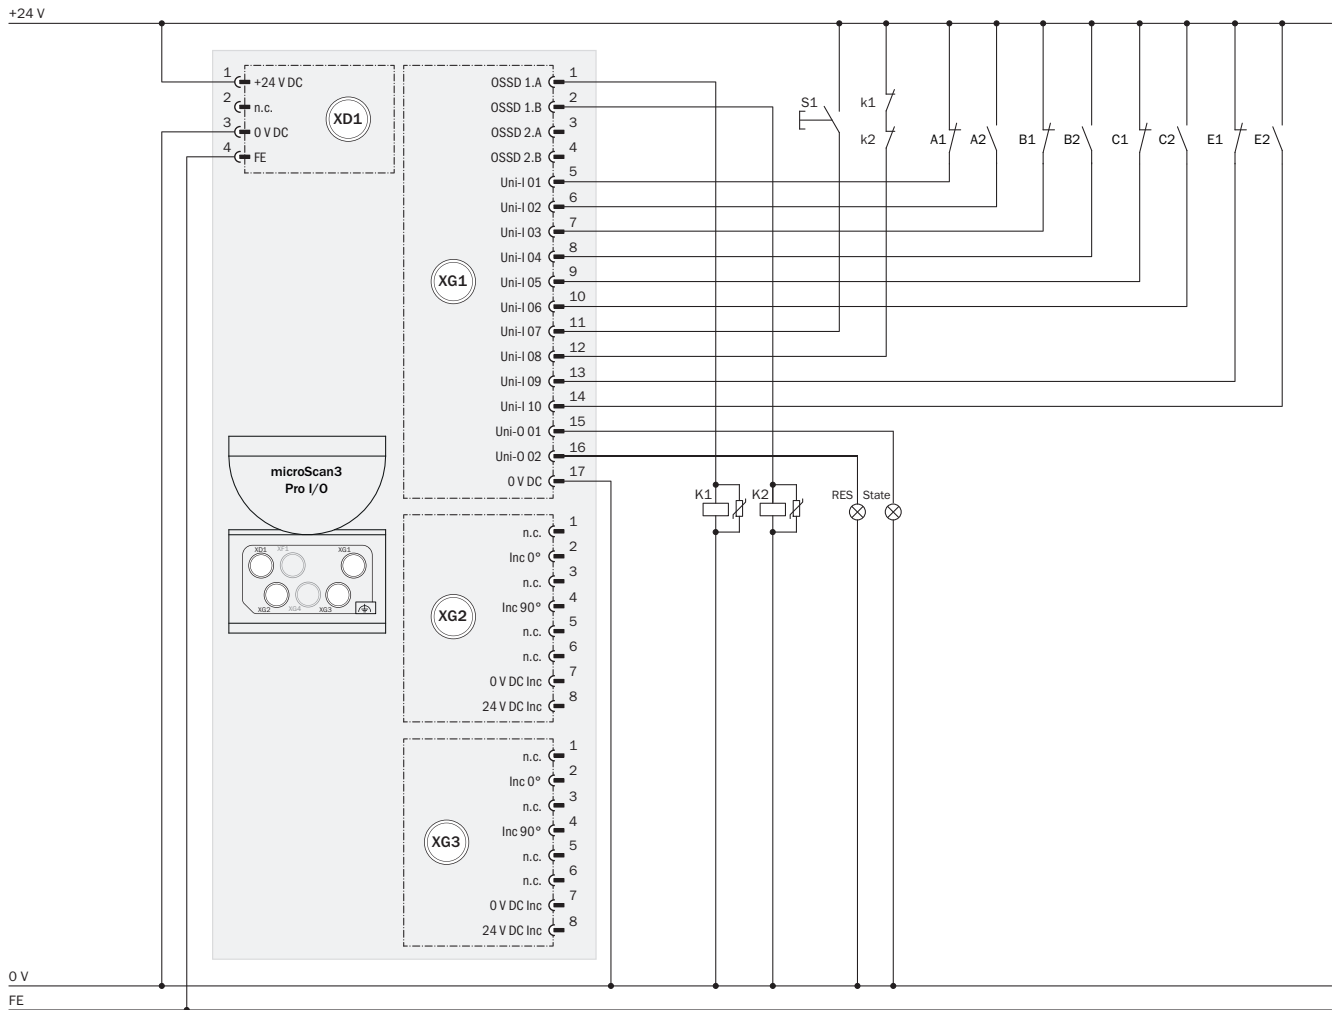 +24 V
1 +24 V DC
2 n.c.
3 0 V DC
4 FE
XD1
XG1
OSSD 1.A 1
OSSD 1.B 2
OSSD 2.A 3
OSSD 2.B 4
Uni-I 01 5
Uni-I 02 6
Uni-I 03 7
Uni-I 04 8
Uni-I 05 9
Uni-I 06 10
Uni-I 07 11
Uni-I 08 12
Uni-I 09 13
Uni-I 10 14
Uni-O 01 15
Uni-O 02 16
0 V DC 17
S1
k1
k2
A1 A2 B1 B2 C1 C2 E1 E2
K1 K2 RES State
microScan3
Pro I/O
XD1 XF1 XG1
XG2 XG4 XG3
XG2
n.c. 1
Inc 0° 2
n.c. 3
Inc 90° 4
n.c. 5
n.c. 6
0 V DC Inc 7
24 V DC Inc 8
XG3
n.c. 1
Inc 0° 2
n.c. 3
Inc 90° 4
n.c. 5
n.c. 6
0 V DC Inc 7
24 V DC Inc 8
0 V
FE